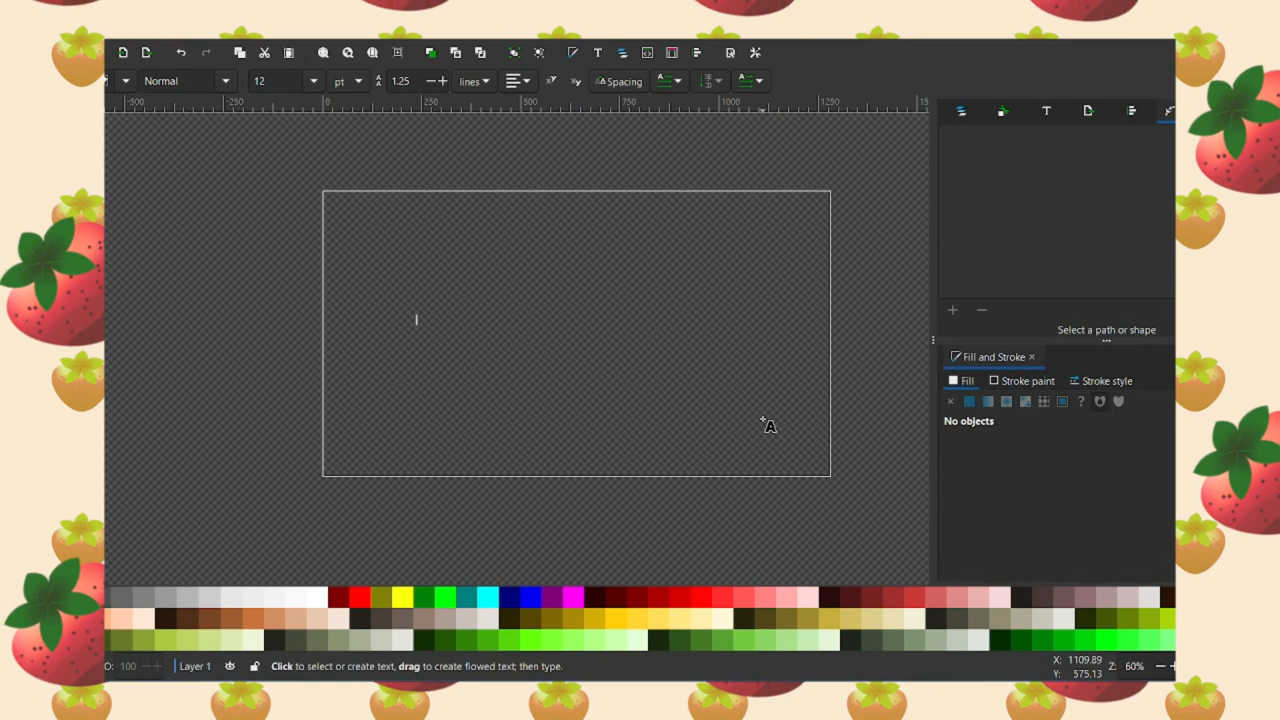 Normal 12 pt 1.25 lines Spacing
-500 -250 0 250 500 750 1000 1250 15
Select a path or shape
Fill and Stroke
Fill Stroke paint Stroke style
?
No objects
O: 100 Layer 1 Click to select or create text, drag to create flowed text; then type. X: 1109.89 Z: 60%
Y: 575.13